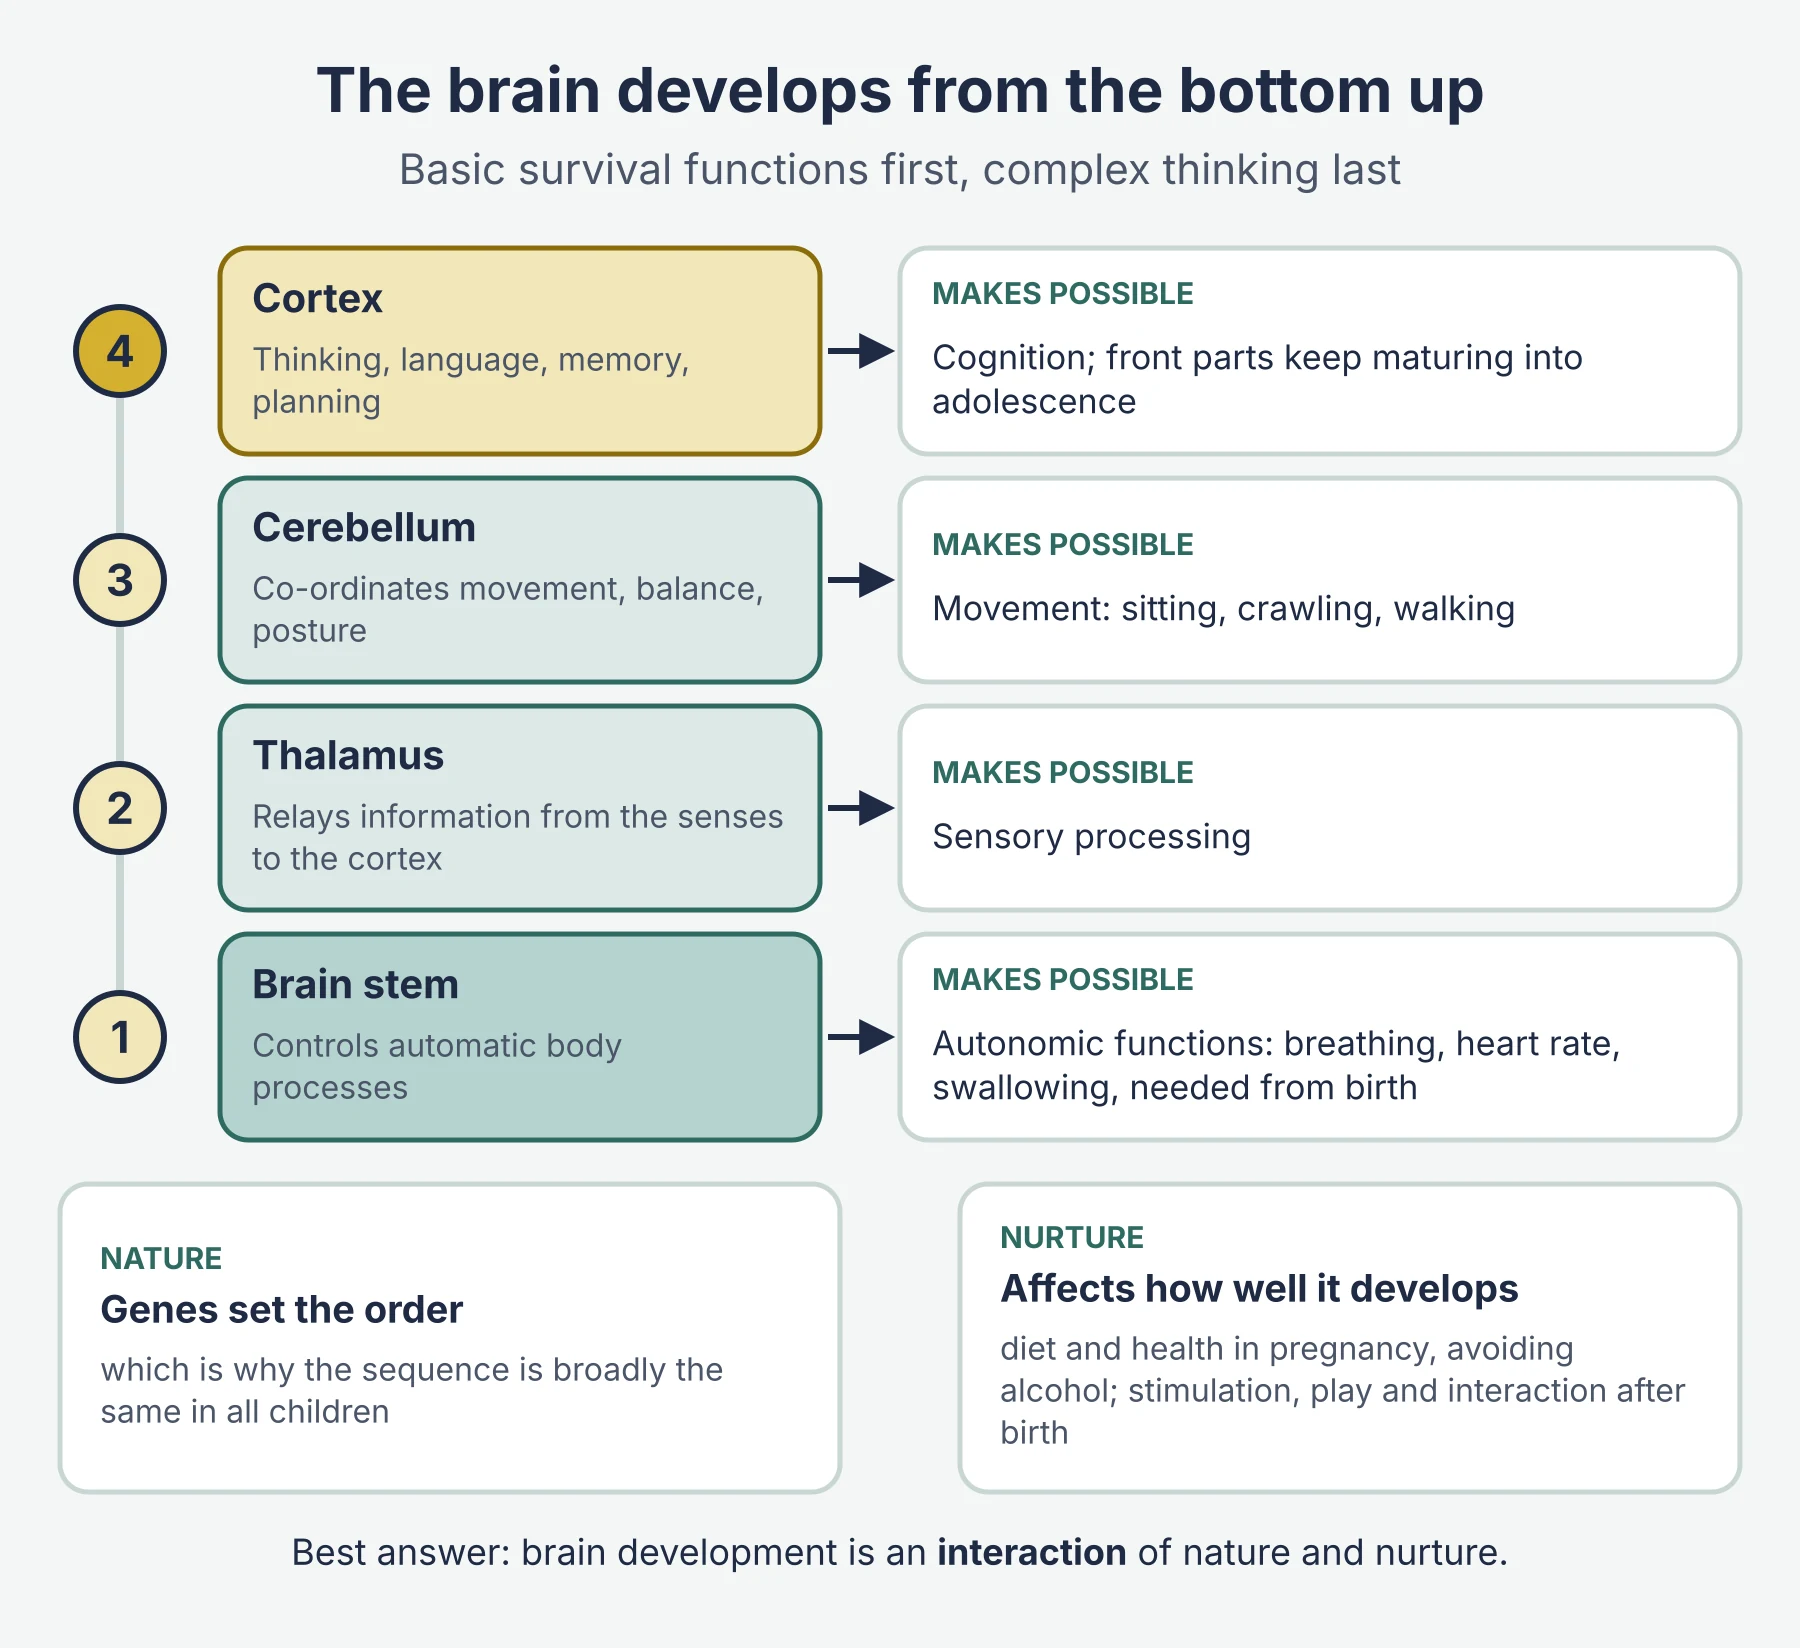 The brain develops from the bottom up
Basic survival functions first, complex thinking last
4
Cortex
Thinking, language, memory,
planning
MAKES POSSIBLE
Cognition; front parts keep maturing into
adolescence
3
Cerebellum
Co-ordinates movement, balance,
posture
MAKES POSSIBLE
Movement: sitting, crawling, walking
2
Thalamus
Relays information from the senses
to the cortex
MAKES POSSIBLE
Sensory processing
1
Brain stem
Controls automatic body
processes
MAKES POSSIBLE
Autonomic functions: breathing, heart rate,
swallowing, needed from birth
NATURE
Genes set the order
which is why the sequence is broadly the
same in all children
NURTURE
Affects how well it develops
diet and health in pregnancy, avoiding
alcohol; stimulation, play and interaction after
birth
Best answer: brain development is an interaction of nature and nurture.